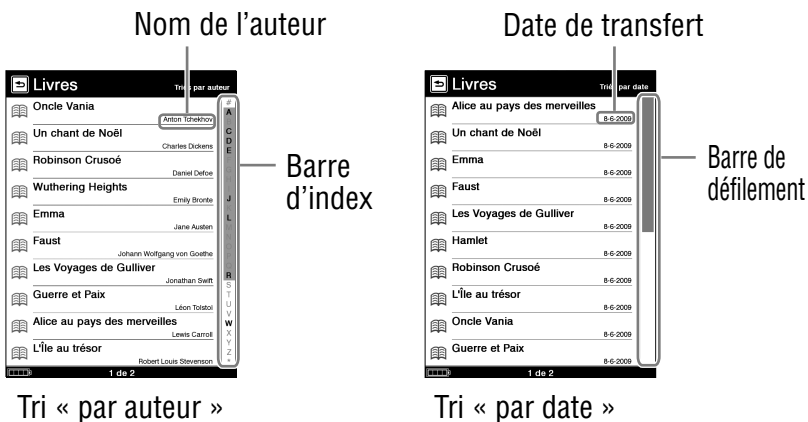 Nom de l'auteur
Livres
Triés par auteur
Oncle Vania
Anton Tchekhov
Un chant de Noël
Charles Dickens
Robinson Crusoé
Daniel Defoe
Wuthering Heights
Emily Bronte
Emma
Jane Austen
Faust
Johann Wolfgang von Goethe
Les Voyages de Gulliver
Jonathan Swift
Guerre et Paix
Léon Tolstoï
Alice au pays des merveilles
Lewis Carroll
L'Île au trésor
Robert Louis Stevenson
1 de 2
#
A
C
D
E
J
L
R
S
T
U
V
W
X
Y
Z
*
Barre
d'index
Tri « par auteur »
Date de transfert
Livres
Triés par date
Alice au pays des merveilles
8-6-2009
Un chant de Noël
8-6-2009
Emma
8-6-2009
Faust
8-6-2009
Les Voyages de Gulliver
8-6-2009
Hamlet
8-6-2009
Robinson Crusoé
8-6-2009
L'Île au trésor
8-6-2009
Oncle Vania
8-6-2009
Guerre et Paix
8-6-2009
1 de 2
Barre de
défilement
Tri « par date »